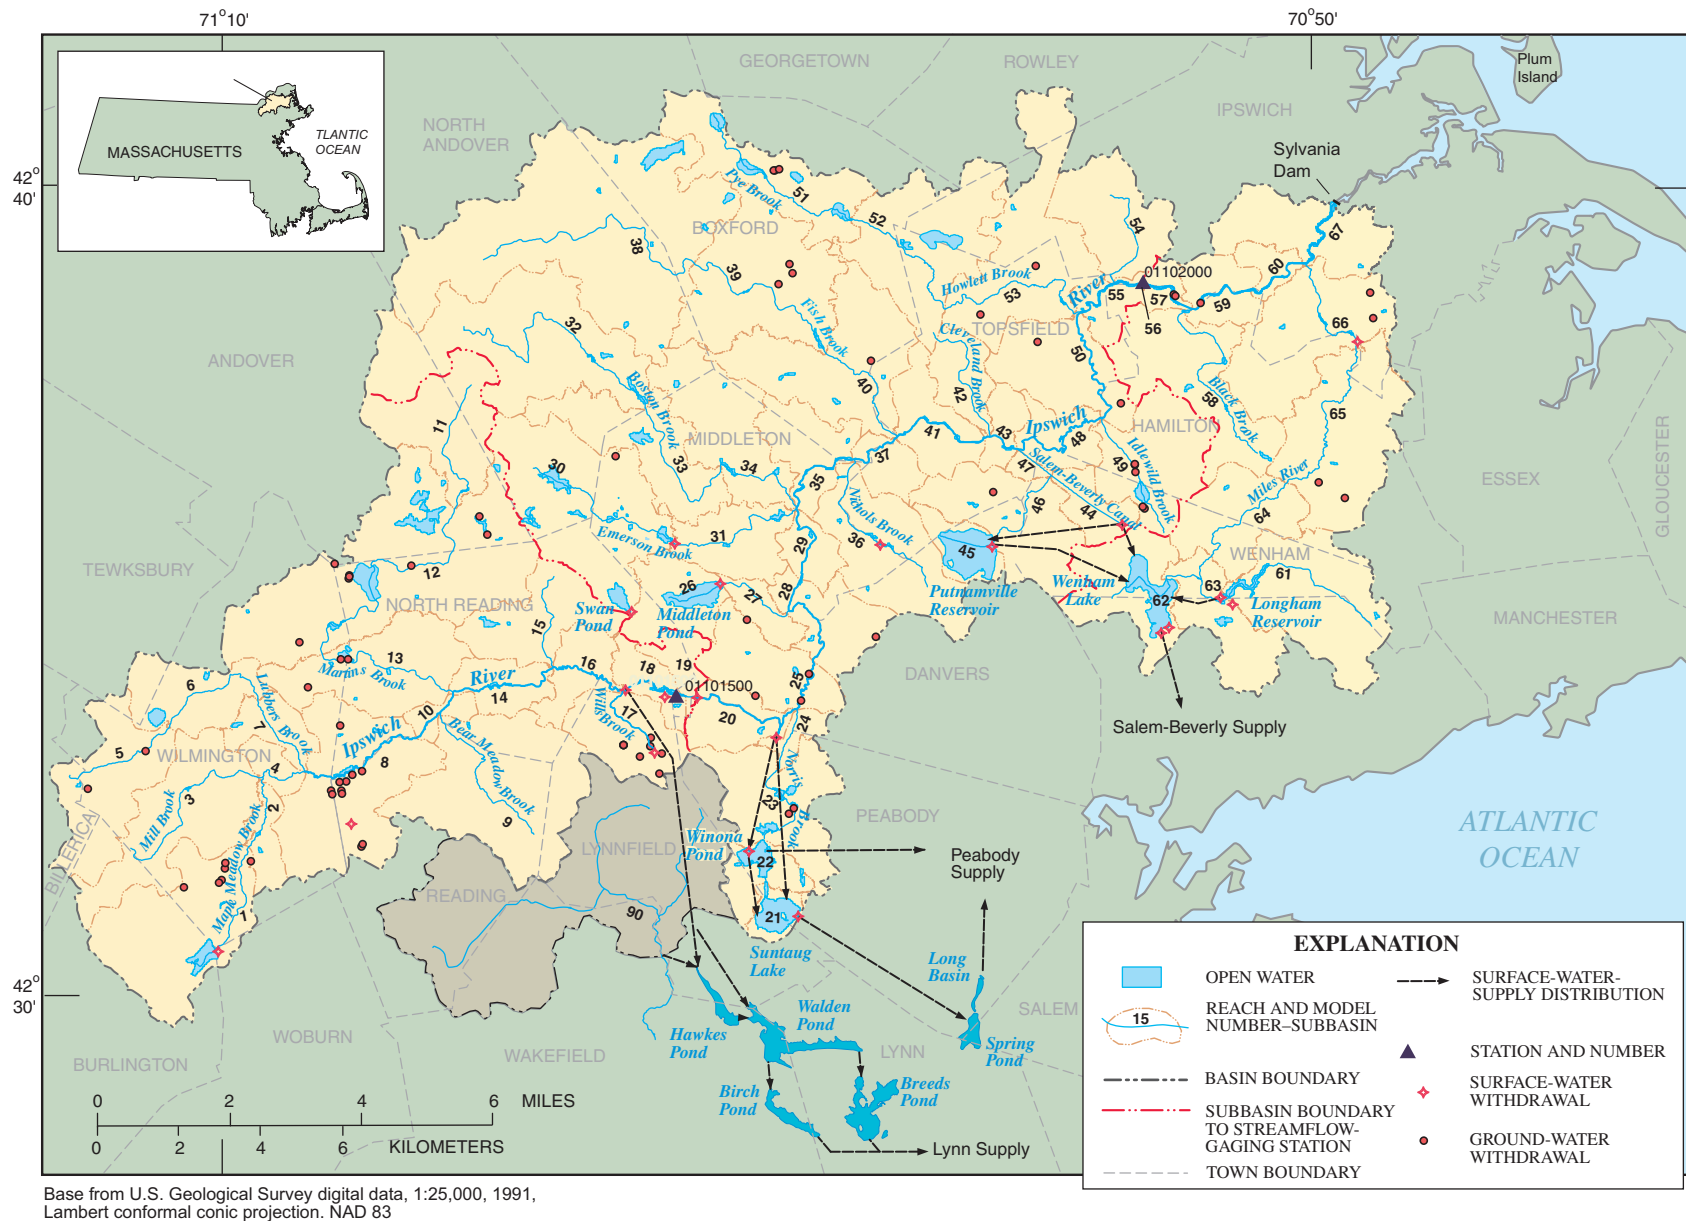 71°10'
70°50'
42°
40'
42°
30'
MASSACHUSETTS
TLANTIC
OCEAN
GEORGETOWN
ROWLEY
Plum
Island
IPSWICH
NORTH
ANDOVER
Sylvania
Dam
Pye Brook
51
52
54
67
BOXFORD
38
39
Howlett Brook
53
River
01102000
55
57
56
59
60
TOPSFIELD
Fish Brook
Cleveland Brook
50
66
32
ANDOVER
40
42
Black Brook
58
65
Boston Brook
11
41
43
Ipswich
48
HAMILTON
GLOUCESTER
MIDDLETON
33
34
37
35
47
Salem-Beverly Canal
49
Idlewild Brook
Miles River
64
ESSEX
30
46
44
Nichols Brook
36
Emerson Brook
31
29
45
WENHAM
61
63
12
TEWKSBURY
26
27
28
Putnamville
Reservoir
Wenham
Lake
62
Longham
Reservoir
NORTH READING
Swan
Pond
Middleton
Pond
MANCHESTER
15
13
Martins Brook
River
14
16
18
19
01101500
DANVERS
25
24
20
17
Wills Brook
6
Lubbers Brook
7
Ipswich
10
Bear Meadow Brook
Salem-Beverly Supply
5
WILMINGTON
4
8
Norris
Brook
23
3
2
Mill Brook
9
PEABODY
Winona
Pond
22
Peabody
Supply
ATLANTIC
OCEAN
BILLERICA
LYNNFIELD
READING
Maple Meadow Brook
1
90
21
Suntaug
Lake
Long
Basin
SALEM
Walden
Pond
Hawkes
Pond
Spring
Pond
LYNN
WOBURN
WAKEFIELD
BURLINGTON
Birch
Pond
Breeds
Pond
Lynn Supply
0 2 4 6 MILES
0 2 4 6 KILOMETERS
EXPLANATION
OPEN WATER
15
REACH AND MODEL
NUMBER–SUBBASIN
BASIN BOUNDARY
SUBBASIN BOUNDARY
TO STREAMFLOW-
GAGING STATION
TOWN BOUNDARY
SURFACE-WATER-
SUPPLY DISTRIBUTION
STATION AND NUMBER
SURFACE-WATER
WITHDRAWAL
GROUND-WATER
WITHDRAWAL
Base from U.S. Geological Survey digital data, 1:25,000, 1991,
Lambert conformal conic projection. NAD 83